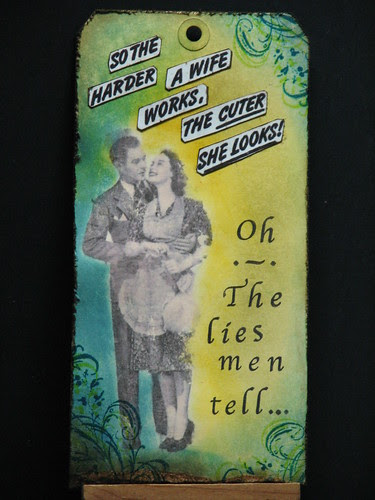 SO THE
HARDER A WIFE
WORKS,
THE CUTER
SHE LOOKS!
Oh
The
lies
men
tell...